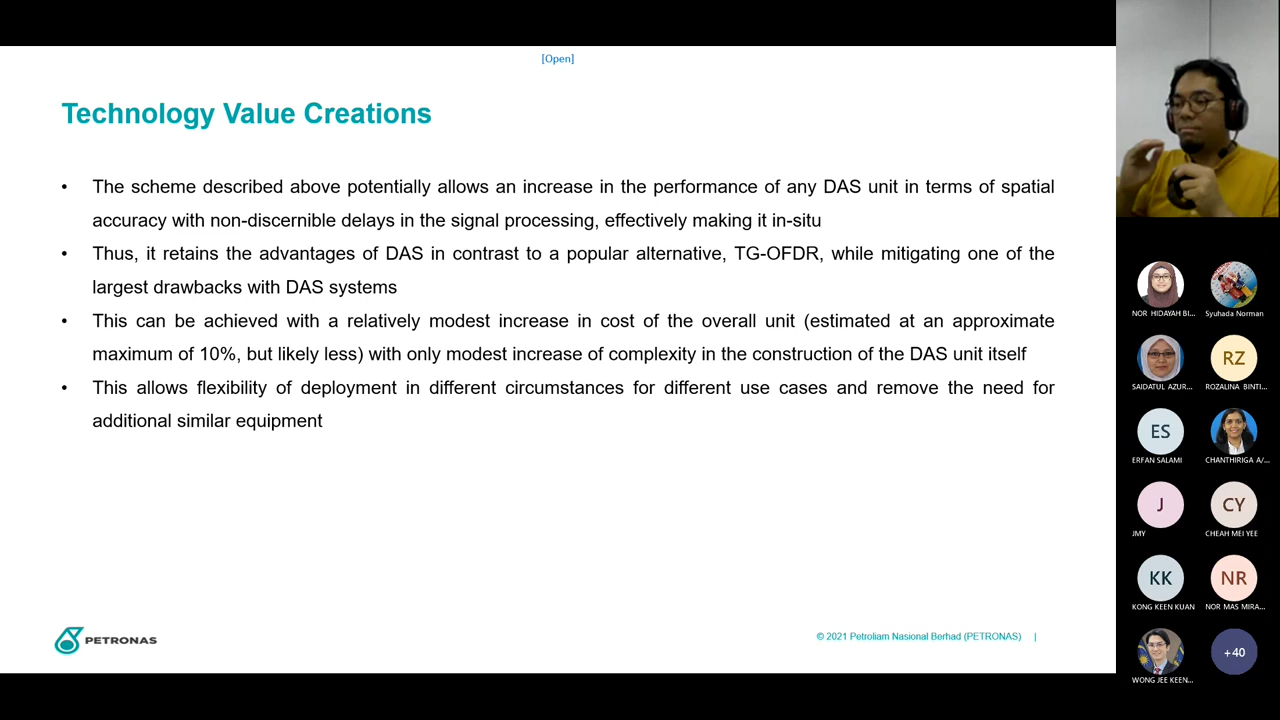 [Open]
Technology Value Creations
• The scheme described above potentially allows an increase in the performance of any DAS unit in terms of spatial
accuracy with non-discernible delays in the signal processing, effectively making it in-situ
• Thus, it retains the advantages of DAS in contrast to a popular alternative, TG-OFDR, while mitigating one of the
largest drawbacks with DAS systems
• This can be achieved with a relatively modest increase in cost of the overall unit (estimated at an approximate
maximum of 10%, but likely less) with only modest increase of complexity in the construction of the DAS unit itself
• This allows flexibility of deployment in different circumstances for different use cases and remove the need for
additional similar equipment
PETRONAS
© 2021 Petroliam Nasional Berhad (PETRONAS) |
NOR HIDAYAH BI...
Syuhada Norman
SAIDATUL AZUR...
RZ
ROZALINA BINTI...
ES
ERFAN SALAMI
CHANTHIRIGA A/...
J
JMY
CY
CHEAH MEI YEE
KK
KONG KEEN KUAN
NR
NOR MAS MIRA...
WONG JEE KEEN...
+40